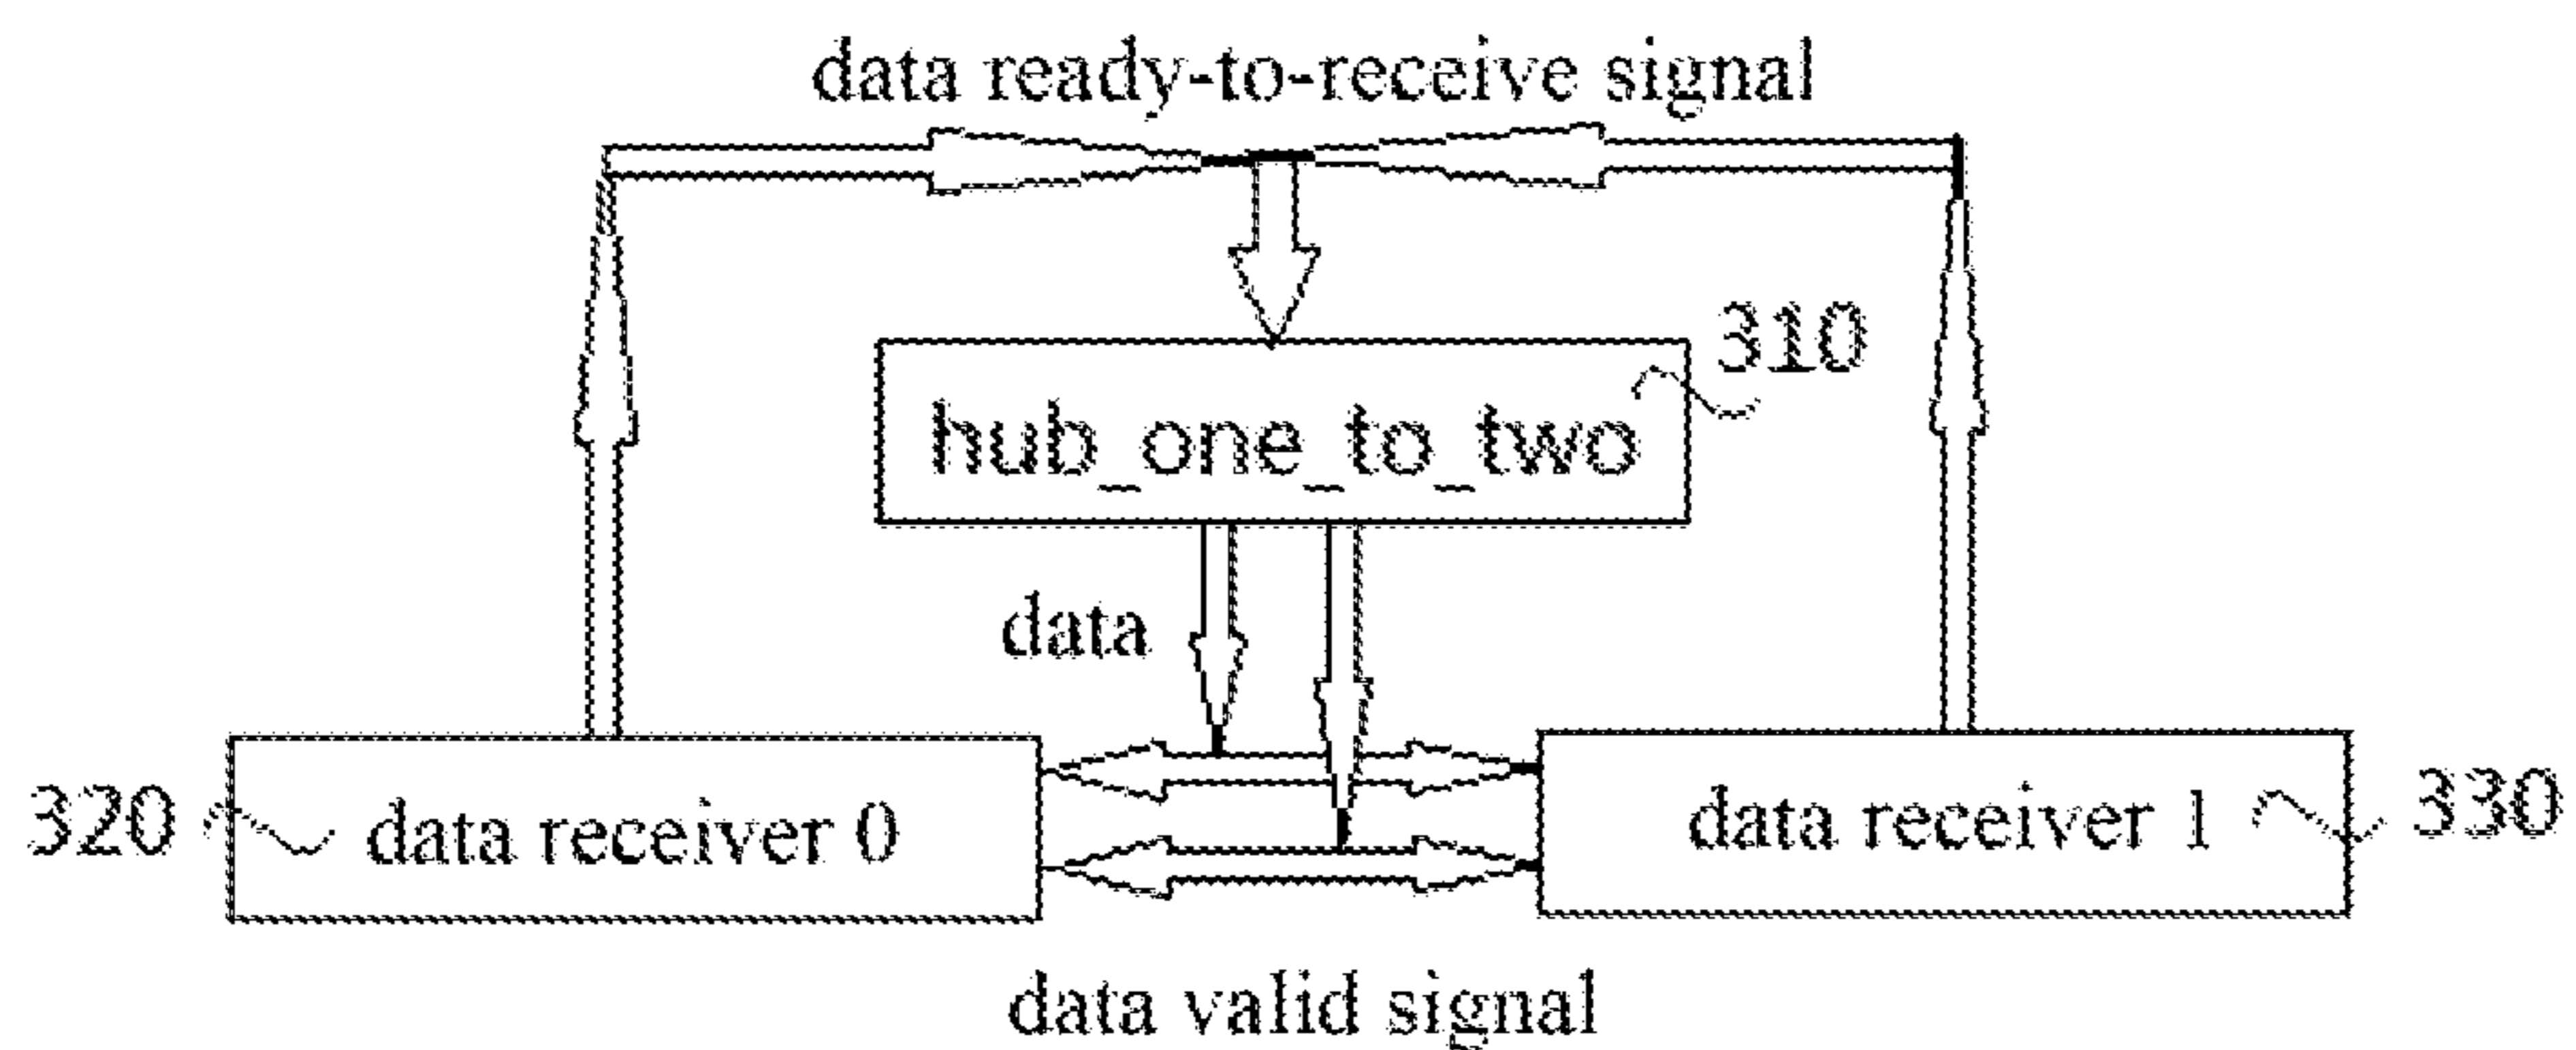 data ready-to-receive signal
310
hub_one_to_two
data
320
data receiver 0
data receiver 1
330
data valid signal